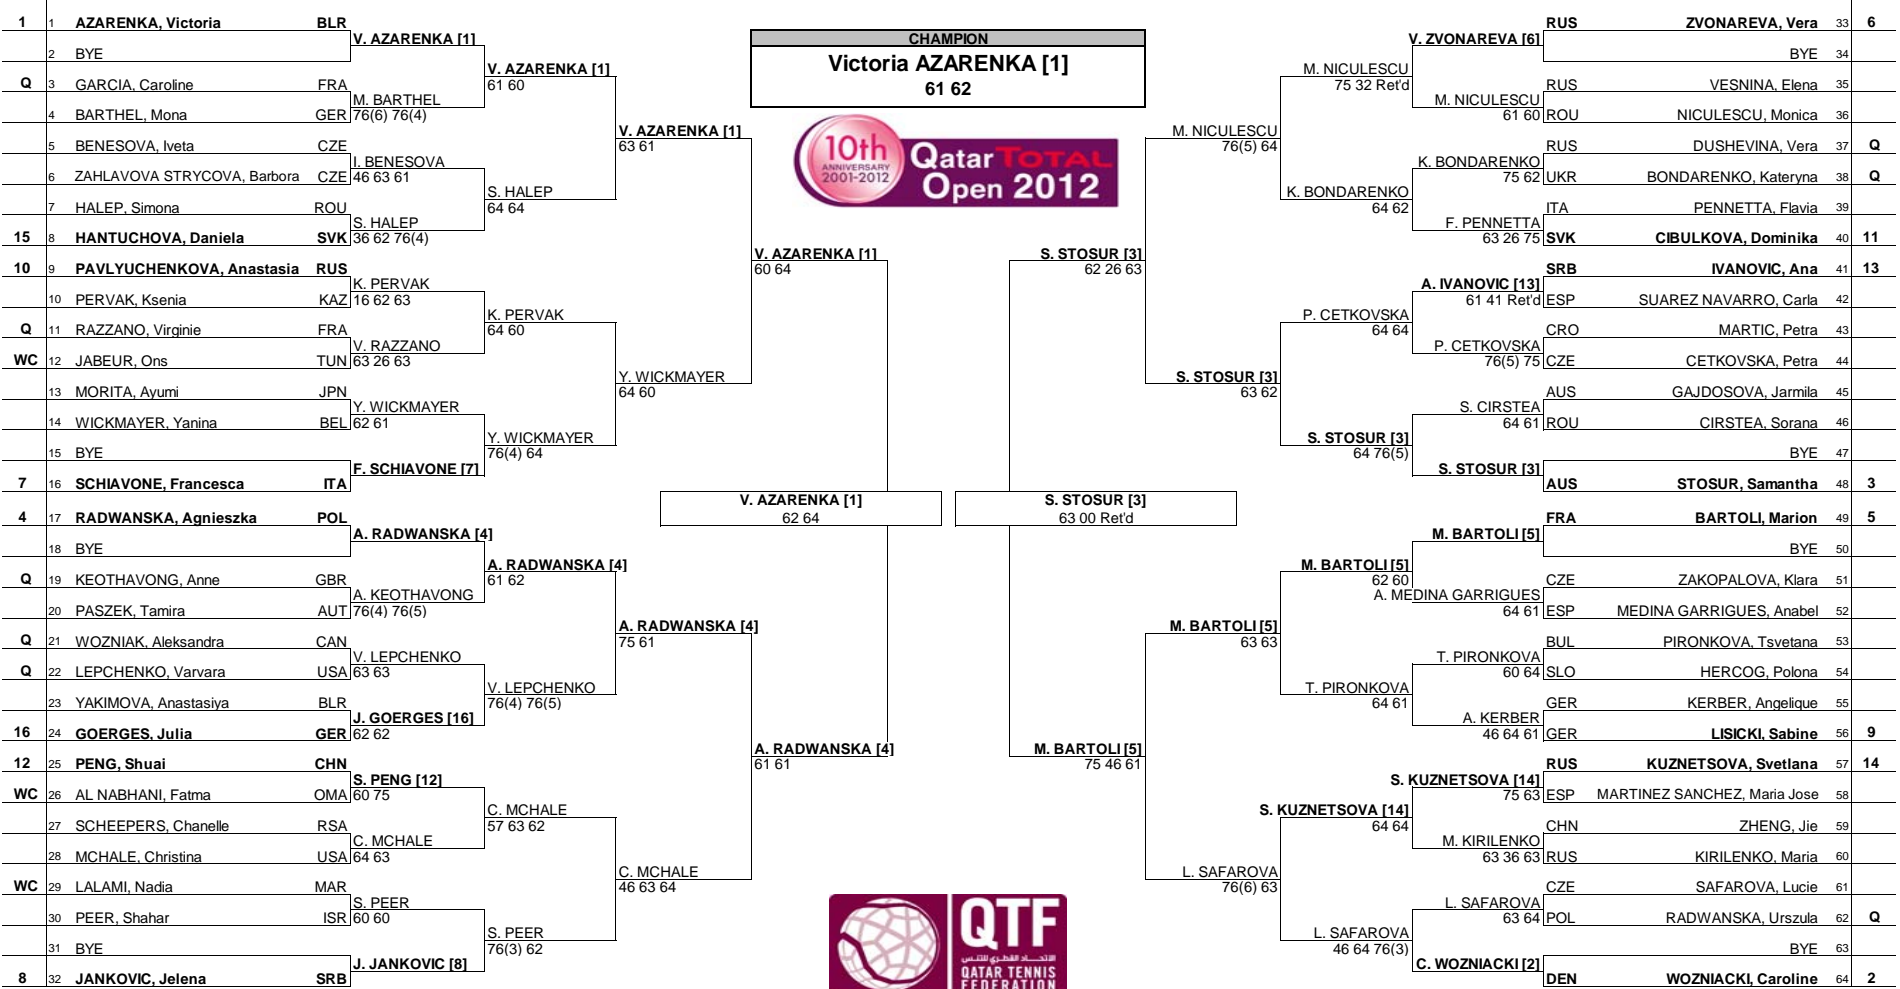 1 1 AZARENKA, Victoria BLR
2 BYE
Q 3 GARCIA, Caroline FRA
4 BARTHEL, Mona GER
5 BENESOVA, Iveta CZE
6 ZAHLAVOVA STRYCOVA, Barbora CZE
7 HALEP, Simona ROU
15 8 HANTUCHOVA, Daniela SVK
10 9 PAVLYUCHENKOVA, Anastasia RUS
10 PERVAK, Ksenia KAZ
Q 11 RAZZANO, Virginie FRA
WC 12 JABEUR, Ons TUN
13 MORITA, Ayumi JPN
14 WICKMAYER, Yanina BEL
15 BYE
7 16 SCHIAVONE, Francesca ITA
4 17 RADWANSKA, Agnieszka POL
18 BYE
Q 19 KEOTHAVONG, Anne GBR
20 PASZEK, Tamira AUT
Q 21 WOZNIAK, Aleksandra CAN
Q 22 LEPCHENKO, Varvara USA
23 YAKIMOVA, Anastasiya BLR
16 24 GOERGES, Julia GER
12 25 PENG, Shuai CHN
WC 26 AL NABHANI, Fatma OMA
27 SCHEEPERS, Chanelle RSA
28 MCHALE, Christina USA
WC 29 LALAMI, Nadia MAR
30 PEER, Shahar ISR
31 BYE
8 32 JANKOVIC, Jelena SRB
V. AZARENKA [1]
M. BARTHEL
76(6) 76(4)
I. BENESOVA
46 63 61
S. HALEP
36 62 76(4)
K. PERVAK
16 62 63
V. RAZZANO
63 26 63
Y. WICKMAYER
62 61
F. SCHIAVONE [7]
A. RADWANSKA [4]
A. KEOTHAVONG
76(4) 76(5)
V. LEPCHENKO
63 63
J. GOERGES [16]
62 62
S. PENG [12]
60 75
C. MCHALE
64 63
S. PEER
60 60
J. JANKOVIC [8]
V. AZARENKA [1]
61 60
S. HALEP
64 64
K. PERVAK
64 60
Y. WICKMAYER
76(4) 64
A. RADWANSKA [4]
61 62
V. LEPCHENKO
76(4) 76(5)
C. MCHALE
57 63 62
S. PEER
76(3) 62
V. AZARENKA [1]
63 61
Y. WICKMAYER
64 60
A. RADWANSKA [4]
75 61
C. MCHALE
46 63 64
V. AZARENKA [1]
60 64
A. RADWANSKA [4]
61 61
V. AZARENKA [1]
62 64
CHAMPION
Victoria AZARENKA [1]
61 62
10th
ANNIVERSARY
2001-2012
Qatar TOTAL
Open 2012
S. STOSUR [3]
63 00 Ret'd
S. STOSUR [3]
62 26 63
M. BARTOLI [5]
75 46 61
M. NICULESCU
76(5) 64
S. STOSUR [3]
63 62
M. BARTOLI [5]
63 63
L. SAFAROVA
76(6) 63
M. NICULESCU
75 32 Ret'd
K. BONDARENKO
64 62
P. CETKOVSKA
64 64
S. STOSUR [3]
64 76(5)
M. BARTOLI [5]
62 60
T. PIRONKOVA
64 61
S. KUZNETSOVA [14]
64 64
L. SAFAROVA
46 64 76(3)
V. ZVONAREVA [6]
M. NICULESCU
61 60
K. BONDARENKO
75 62
F. PENNETTA
63 26 75
A. IVANOVIC [13]
61 41 Ret'd
P. CETKOVSKA
76(5) 75
S. CIRSTEA
64 61
S. STOSUR [3]
M. BARTOLI [5]
A. MEDINA GARRIGUES
64 61
T. PIRONKOVA
60 64
A. KERBER
46 64 61
S. KUZNETSOVA [14]
75 63
M. KIRILENKO
63 36 63
L. SAFAROVA
63 64
C. WOZNIACKI [2]
RUS ZVONAREVA, Vera 33 6
BYE 34
RUS VESNINA, Elena 35
ROU NICULESCU, Monica 36
RUS DUSHEVINA, Vera 37 Q
UKR BONDARENKO, Kateryna 38 Q
ITA PENNETTA, Flavia 39
SVK CIBULKOVA, Dominika 40 11
SRB IVANOVIC, Ana 41 13
ESP SUAREZ NAVARRO, Carla 42
CRO MARTIC, Petra 43
CZE CETKOVSKA, Petra 44
AUS GAJDOSOVA, Jarmila 45
ROU CIRSTEA, Sorana 46
BYE 47
AUS STOSUR, Samantha 48 3
FRA BARTOLI, Marion 49 5
BYE 50
CZE ZAKOPALOVA, Klara 51
ESP MEDINA GARRIGUES, Anabel 52
BUL PIRONKOVA, Tsvetana 53
SLO HERCOG, Polona 54
GER KERBER, Angelique 55
GER LISICKI, Sabine 56 9
RUS KUZNETSOVA, Svetlana 57 14
ESP MARTINEZ SANCHEZ, Maria Jose 58
CHN ZHENG, Jie 59
RUS KIRILENKO, Maria 60
CZE SAFAROVA, Lucie 61
POL RADWANSKA, Urszula 62 Q
BYE 63
DEN WOZNIACKI, Caroline 64 2
QTF
الاتحاد القطري للتنس
QATAR TENNIS
FEDERATION